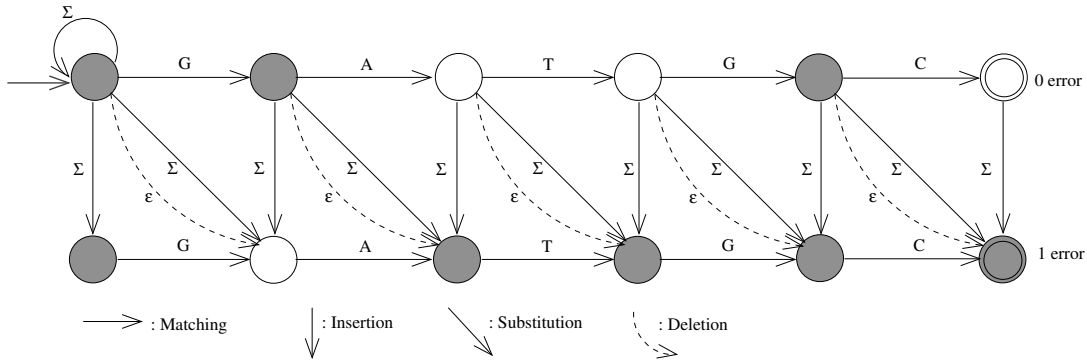 Σ
G A T G C
0 error
Σ Σ Σ Σ Σ Σ Σ Σ Σ Σ Σ
ε ε ε ε ε
G A T G C
1 error
: Matching : Insertion : Substitution : Deletion